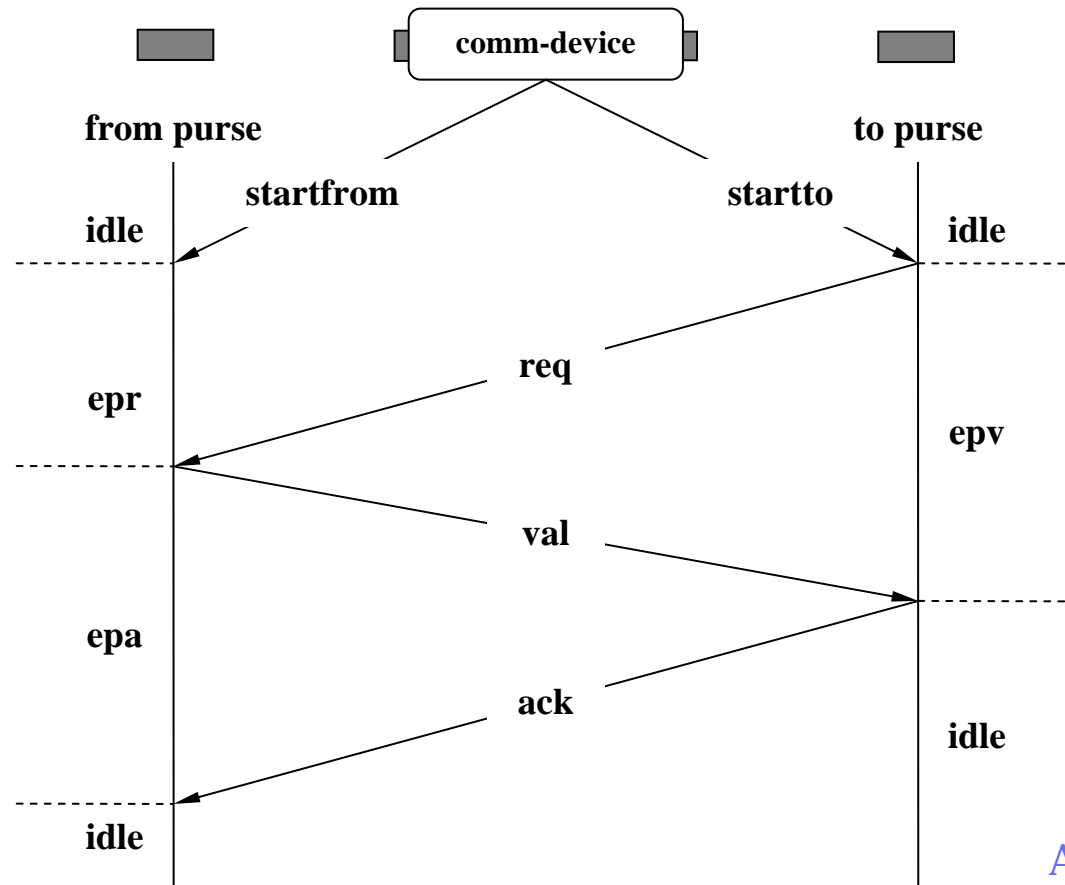 comm-device
from purse
to purse
startfrom
startto
idle
idle
req
epr
epv
val
epa
ack
idle
idle
A